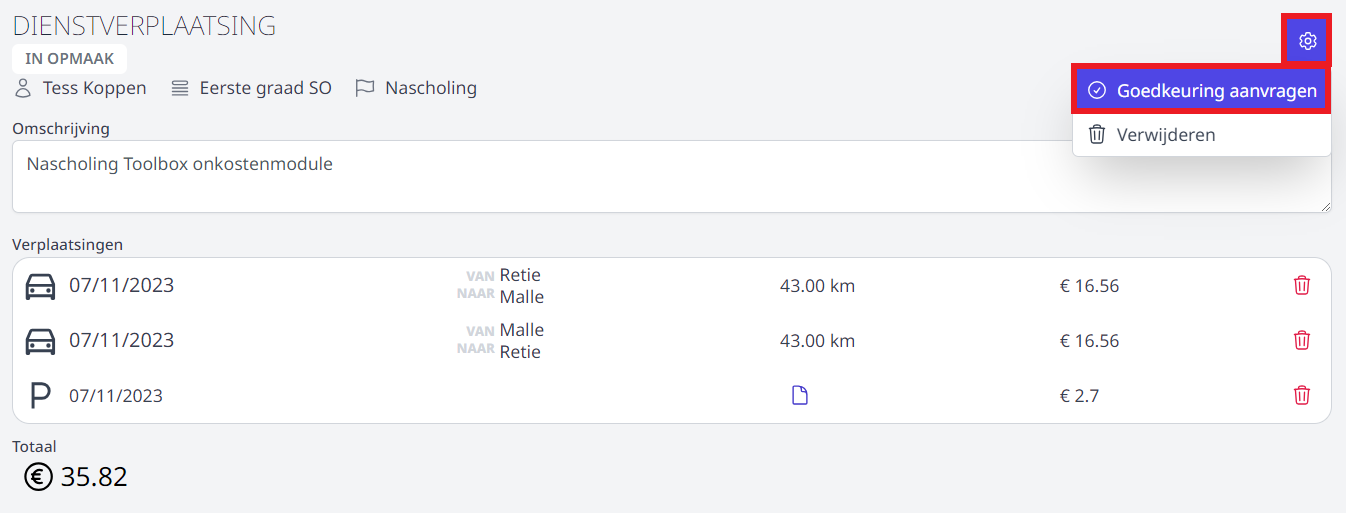 DIENSTVERPLAATSING
IN OPMAAK
Tess Koppen Eerste graad SO Nascholing
Goedkeuring aanvragen
Verwijderen
Omschrijving
Nascholing Toolbox onkostenmodule
Verplaatsingen
07/11/2023 VAN Retie NAAR Malle 43.00 km € 16.56
07/11/2023 VAN Malle NAAR Retie 43.00 km € 16.56
P 07/11/2023 € 2.7
Totaal
€ 35.82